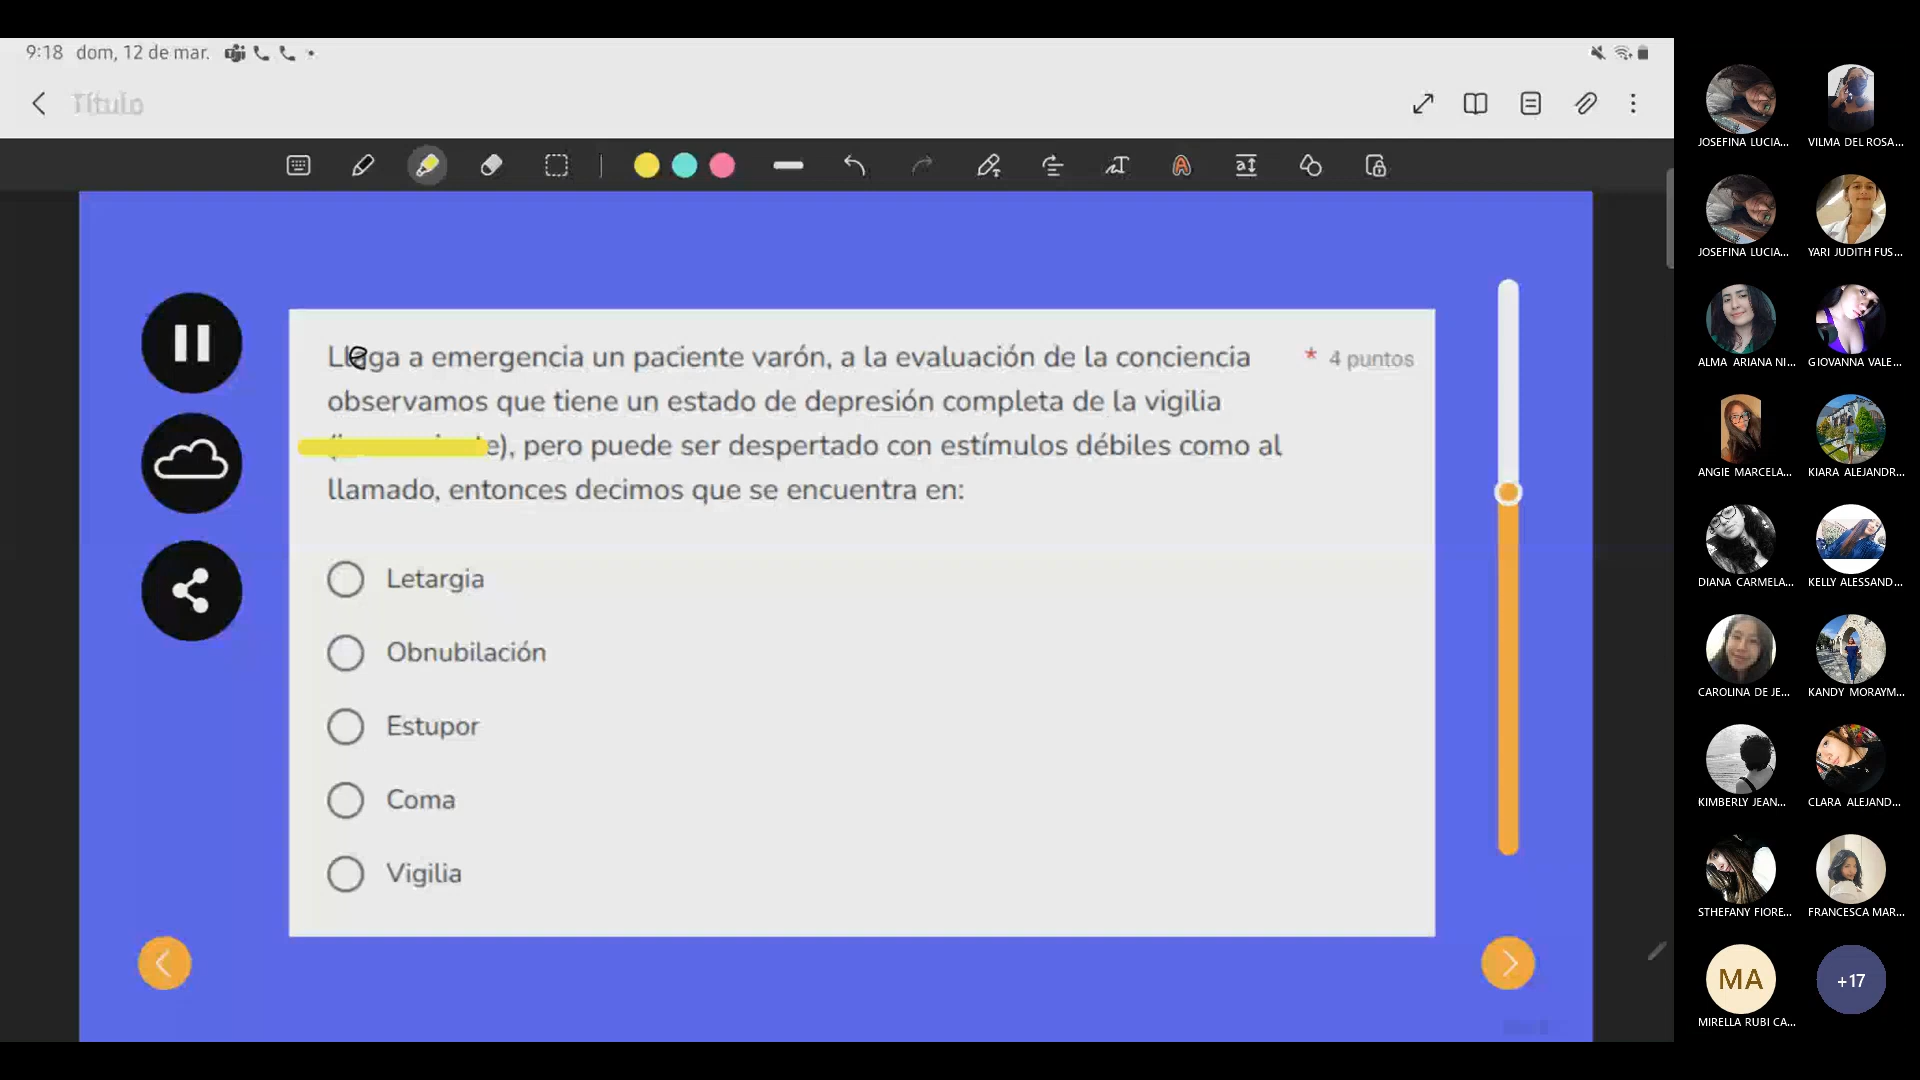 9:18 dom, 12 de mar.
Título
Llega a emergencia un paciente varón, a la evaluación de la conciencia
* 4 puntos
observamos que tiene un estado de depresión completa de la vigilia
), pero puede ser despertado con estímulos débiles como al
llamado, entonces decimos que se encuentra en:
Letargia
Obnubilación
Estupor
Coma
Vigilia
JOSEFINA LUCIA...
VILMA DEL ROSA...
JOSEFINA LUCIA...
YARI JUDITH FUS...
ALMA ARIANA NI...
GIOVANNA VALE...
ANGIE MARCELA...
KIARA ALEJANDR...
DIANA CARMELA...
KELLY ALESSAND...
CAROLINA DE JE...
KANDY MORAYM...
KIMBERLY JEAN...
CLARA ALEJAND...
STHEFANY FIORE...
FRANCESCA MAR...
MA
+17
MIRELLA RUBI CA...